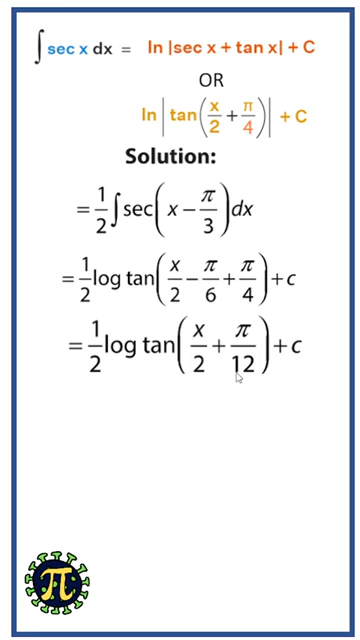 ∫ sec x dx = ln |sec x + tan x| + C
OR
ln | tan( x/2 + π/4 ) | + C
Solution:
= 1/2 ∫ sec( x − π/3 ) dx
= 1/2 log tan( x/2 − π/6 + π/4 ) + c
= 1/2 log tan( x/2 + π/12 ) + c
π